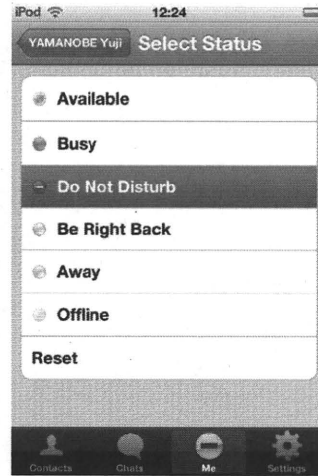 iPod 12:24
YAMANOBE Yuji Select Status
Available
Busy
Do Not Disturb
Be Right Back
Away
Offline
Reset
Contacts Chats Me Settings